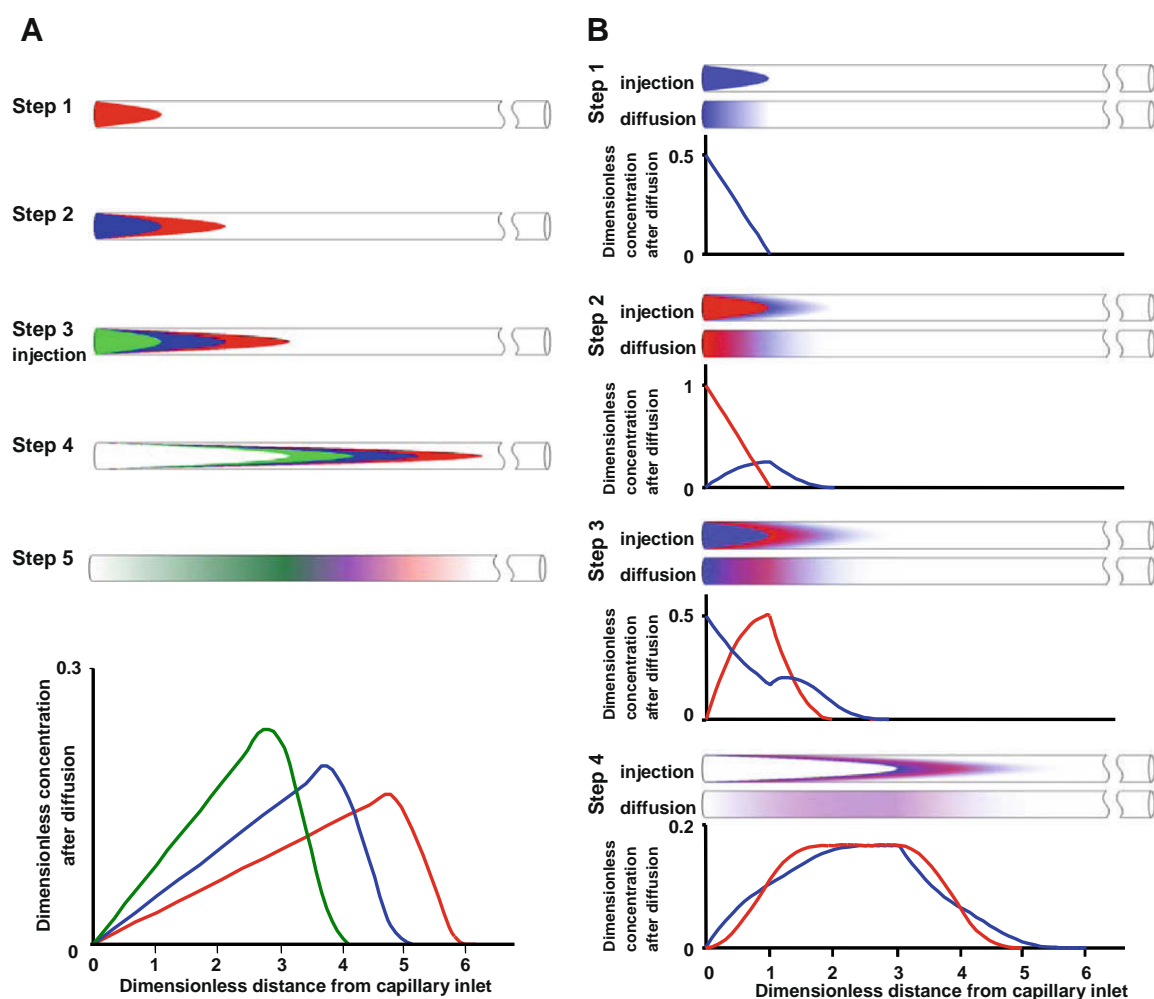 A
Step 1
Step 2
Step 3
injection
Step 4
Step 5
0.3
Dimensionless concentration
after diffusion
0
0 1 2 3 4 5 6
Dimensionless distance from capillary inlet
B
Step 1
injection
diffusion
Dimensionless
concentration
after diffusion
0.5
0
Step 2
injection
diffusion
Dimensionless
concentration
after diffusion
1
0
Step 3
injection
diffusion
Dimensionless
concentration
after diffusion
0.5
0
Step 4
injection
diffusion
Dimensionless
concentration
after diffusion
0.2
0
0 1 2 3 4 5 6
Dimensionless distance from capillary inlet